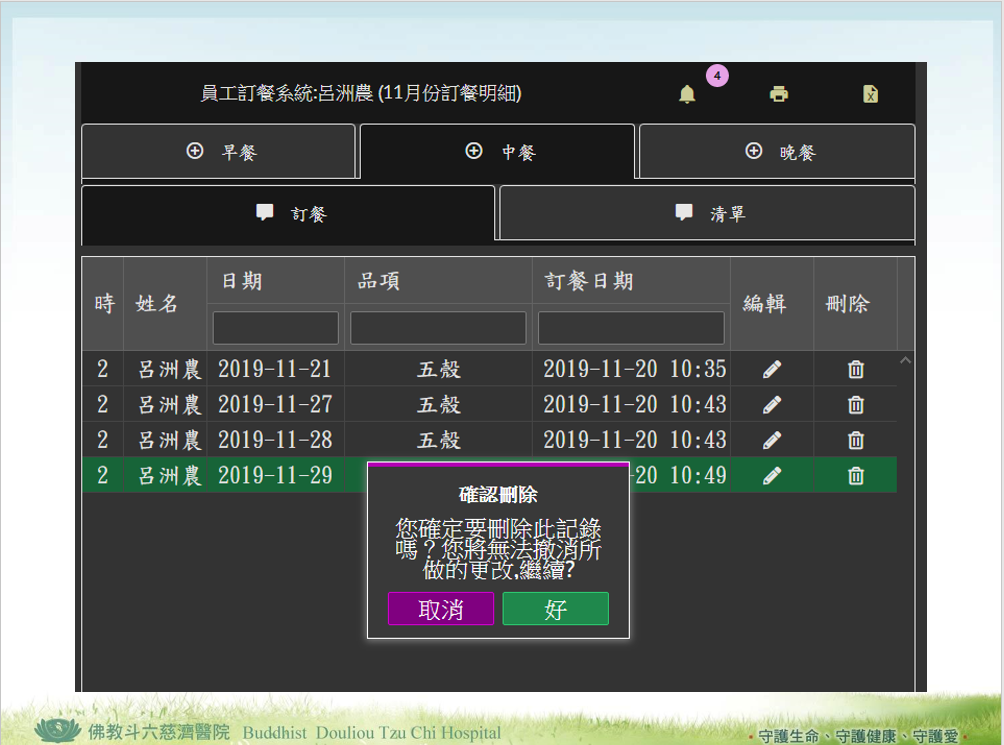 員工訂餐系統:呂洲農 (11月份訂餐明細)
4
早餐
中餐
晚餐
訂餐
清單
時 姓名 日期 品項 訂餐日期 編輯 刪除
2 呂洲農 2019-11-21 五穀 2019-11-20 10:35
2 呂洲農 2019-11-27 五穀 2019-11-20 10:43
2 呂洲農 2019-11-28 五穀 2019-11-20 10:43
2 呂洲農 2019-11-29 -20 10:49
確認刪除
您確定要刪除此記錄
嗎？您將無法撤消所
做的更改,繼續?
取消 好
佛教斗六慈濟醫院 Buddhist Douliou Tzu Chi Hospital
・守護生命、守護健康、守護愛・